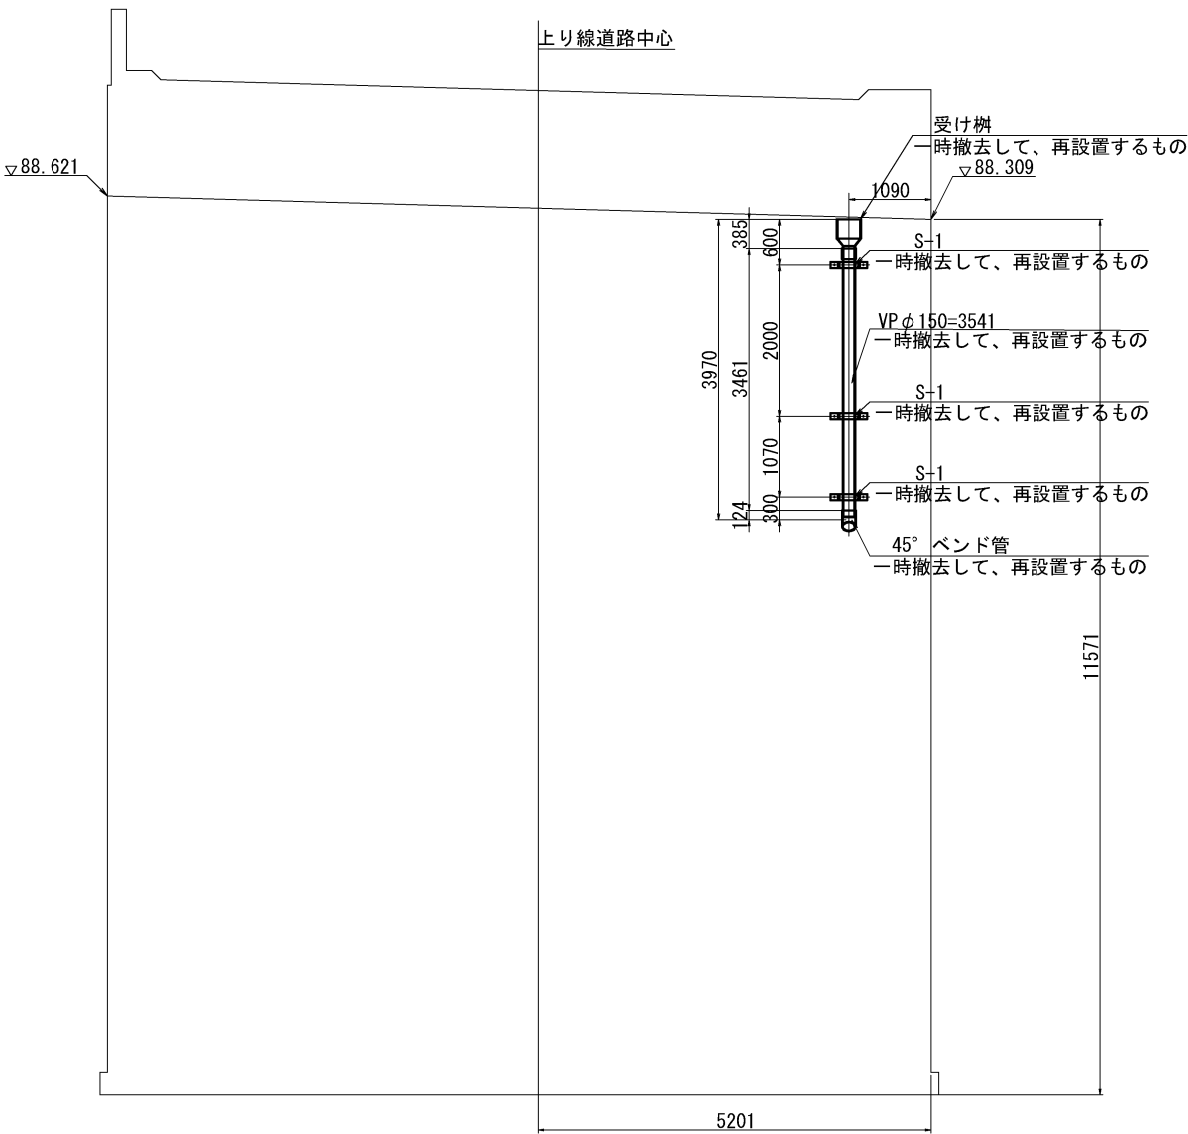 上り線道路中心
受け桝
一時撤去して、再設置するもの
▽88.621
▽88.309
1090
385
600
S-1
一時撤去して、再設置するもの
VPφ150=3541
一時撤去して、再設置するもの
2000
3970
3461
S-1
一時撤去して、再設置するもの
1070
S-1
一時撤去して、再設置するもの
124
300
45°ベンド管
一時撤去して、再設置するもの
11571
5201